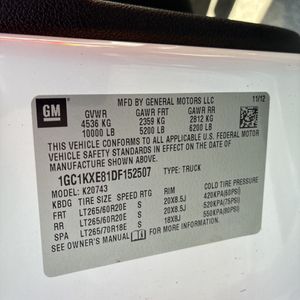 GM
MFD BY GENERAL MOTORS LLC
11/12
GVWR GAWR FRT GAWR RR
4536 KG 2359 KG 2812 KG
10000 LB 5200 LB 6200 LB
THIS VEHICLE CONFORMS TO ALL APPLICABLE U.S. FEDERAL MOTOR
VEHICLE SAFETY STANDARDS IN EFFECT ON THE DATE OF
MANUFACTURE SHOWN ABOVE.
1GC1KXE81DF152507 TYPE: TRUCK
MODEL: K20743
KBDG TIRE SIZE SPEED RTG RIM COLD TIRE PRESSURE
FRT LT265/60R20E S 20X8.5J 420KPA(60PSI)
RR LT265/60R20E S 20X8.5J 520KPA(75PSI)
SPA LT265/70R18E S 18X8J 550KPA(80PSI)
SEE OWNER'S MANUAL FOR ADDITIONAL INFORMATION.